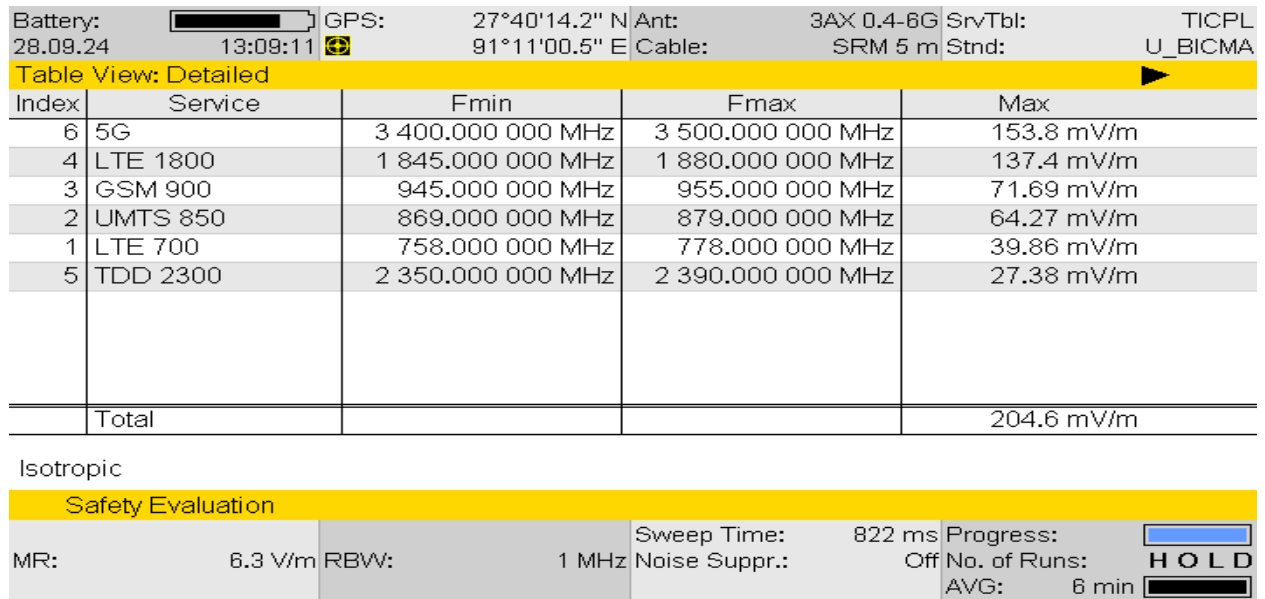 Battery: GPS: 27°40'14.2" N Ant: 3AX 0.4-6G SrvTbl: TICPL
28.09.24 13:09:11 91°11'00.5" E Cable: SRM 5 m Stnd: U_BICMA
Table View: Detailed
Index Service Fmin Fmax Max
6 5G 3 400.000 000 MHz 3 500.000 000 MHz 153.8 mV/m
4 LTE 1800 1 845.000 000 MHz 1 880.000 000 MHz 137.4 mV/m
3 GSM 900 945.000 000 MHz 955.000 000 MHz 71.69 mV/m
2 UMTS 850 869.000 000 MHz 879.000 000 MHz 64.27 mV/m
1 LTE 700 758.000 000 MHz 778.000 000 MHz 39.86 mV/m
5 TDD 2300 2 350.000 000 MHz 2 390.000 000 MHz 27.38 mV/m
Total 204.6 mV/m
Isotropic
Safety Evaluation
Sweep Time: 822 ms Progress:
MR: 6.3 V/m RBW: 1 MHz Noise Suppr.: Off No. of Runs: HOLD
AVG: 6 min